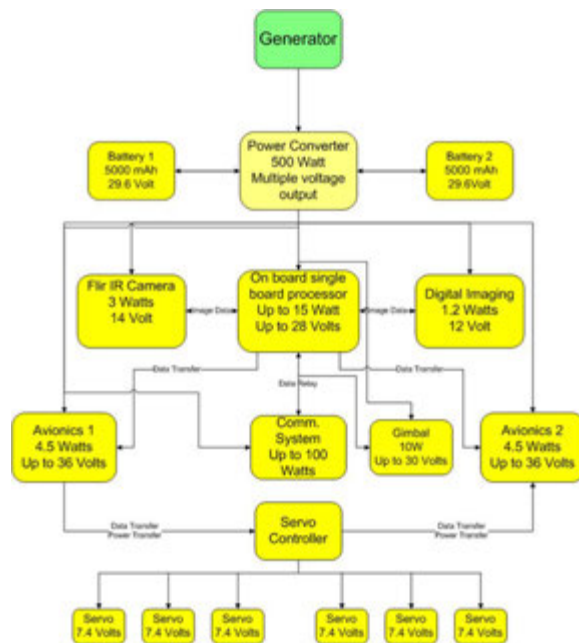 Generator
Power Converter
500 Watt
Multiple voltage
output
Battery 1
5000 mAh
29.6 Volt
Battery 2
5000 mAh
29.6Volt
Flir IR Camera
3 Watts
14 Volt
Image Data
On board single
board processor
Up to 15 Watt
Up to 28 Volts
Image Data
Digital Imaging
1.2 Watts
12 Volt
Data Transfer
Data Relay
Data Transfer
Avionics 1
4.5 Watts
Up to 36 Volts
Comm.
System
Up to 100
Watts
Gimbal
10W
Up to 30 Volts
Avionics 2
4.5 Watts
Up to 36 Volts
Data Transfer
Power Transfer
Servo
Controller
Data Transfer
Power Transfer
Servo
7.4 Volts
Servo
7.4 Volts
Servo
7.4 Volts
Servo
7.4 Volts
Servo
7.4 Volts
Servo
7.4 Volts